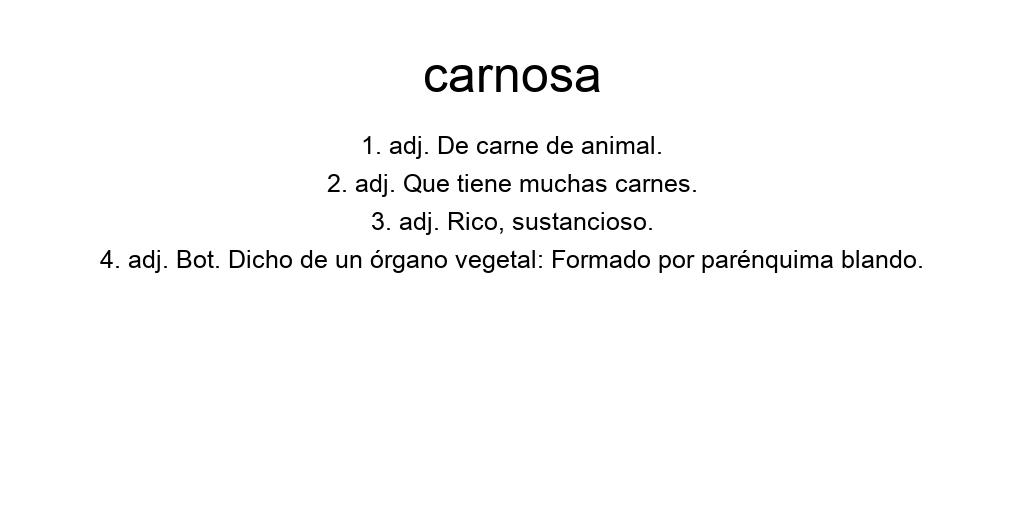 carnosa
1. adj. De carne de animal.
2. adj. Que tiene muchas carnes.
3. adj. Rico, sustancioso.
4. adj. Bot. Dicho de un órgano vegetal: Formado por parénquima blando.